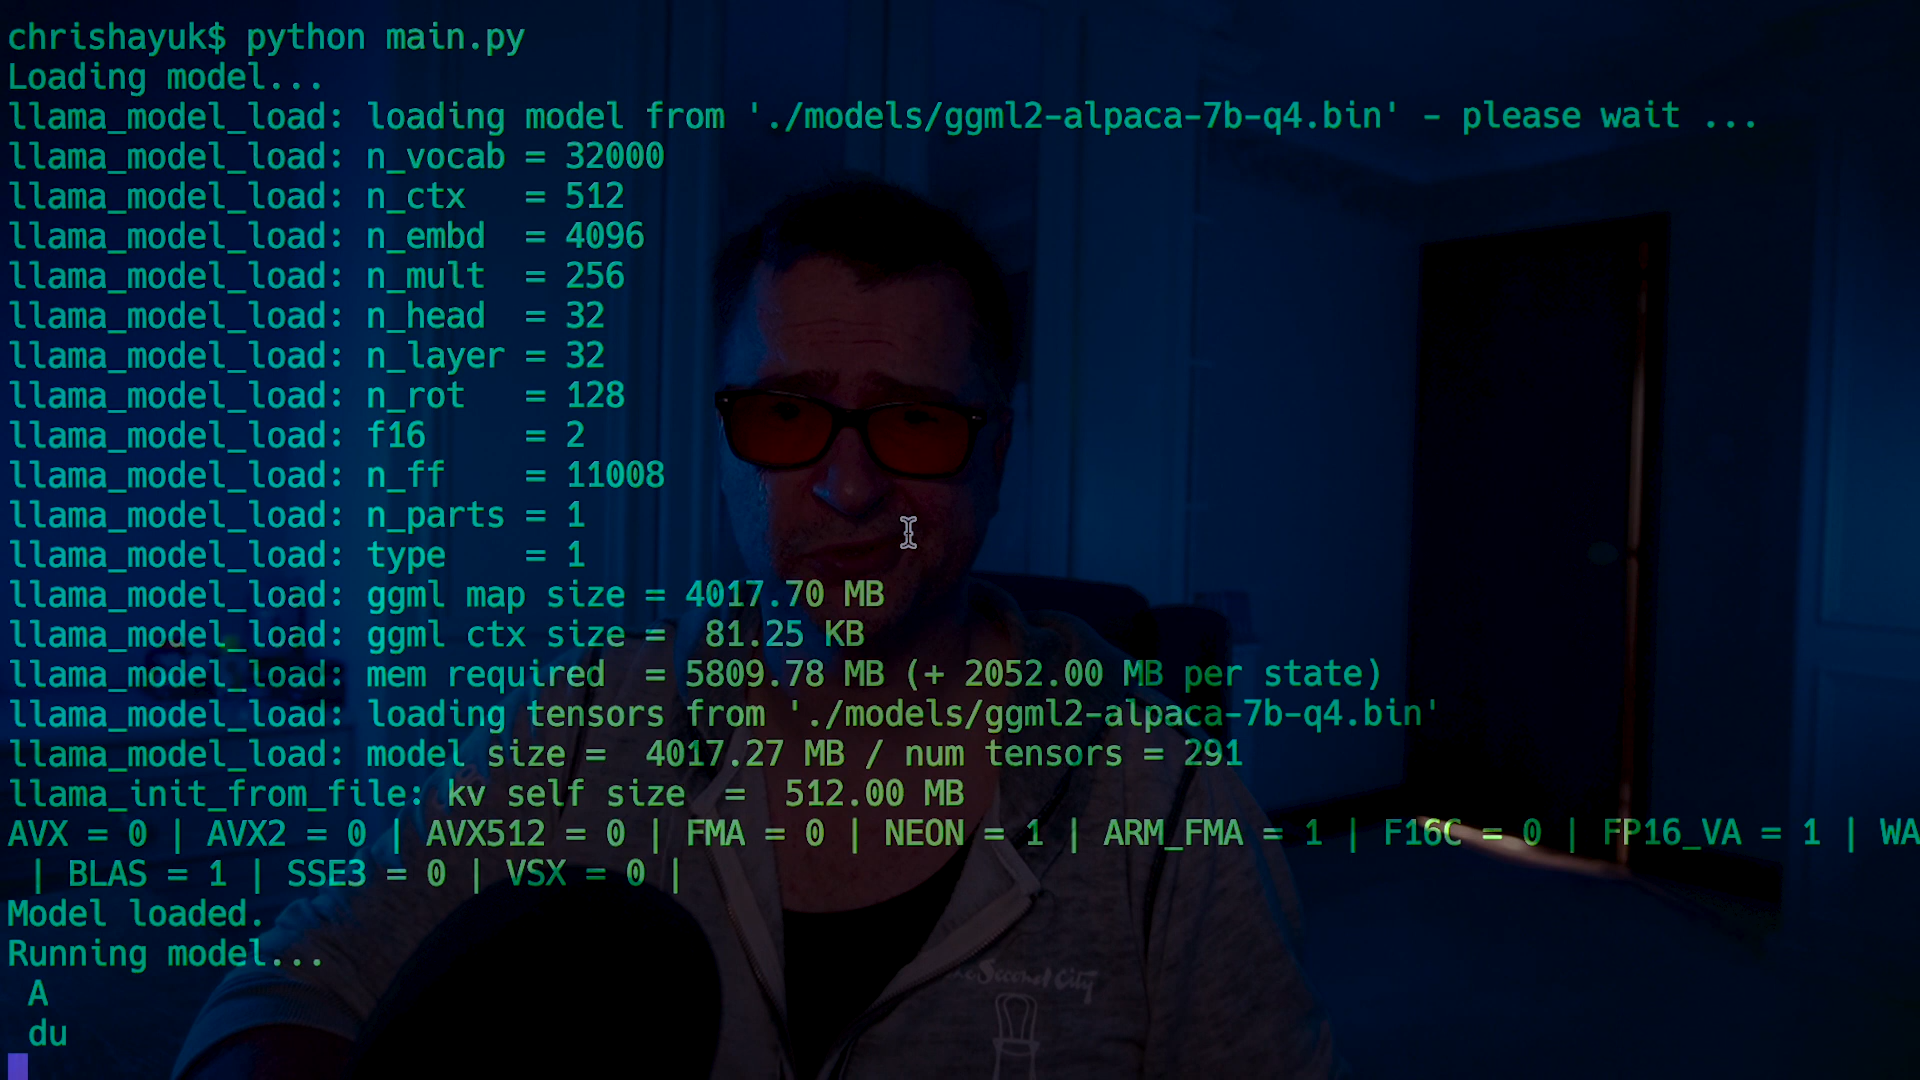 chrishayuk$ python main.py
Loading model...
llama_model_load: loading model from './models/ggml2-alpaca-7b-q4.bin' - please wait ...
llama_model_load: n_vocab = 32000
llama_model_load: n_ctx   = 512
llama_model_load: n_embd  = 4096
llama_model_load: n_mult  = 256
llama_model_load: n_head  = 32
llama_model_load: n_layer = 32
llama_model_load: n_rot   = 128
llama_model_load: f16     = 2
llama_model_load: n_ff    = 11008
llama_model_load: n_parts = 1
llama_model_load: type    = 1
llama_model_load: ggml map size = 4017.70 MB
llama_model_load: ggml ctx size =  81.25 KB
llama_model_load: mem required  = 5809.78 MB (+ 2052.00 MB per state)
llama_model_load: loading tensors from './models/ggml2-alpaca-7b-q4.bin'
llama_model_load: model size =  4017.27 MB / num tensors = 291
llama_init_from_file: kv self size  =  512.00 MB
AVX = 0 | AVX2 = 0 | AVX512 = 0 | FMA = 0 | NEON = 1 | ARM_FMA = 1 | F16C = 0 | FP16_VA = 1 | WA
| BLAS = 1 | SSE3 = 0 | VSX = 0 |
Model loaded.
Running model...
A
du
Second City